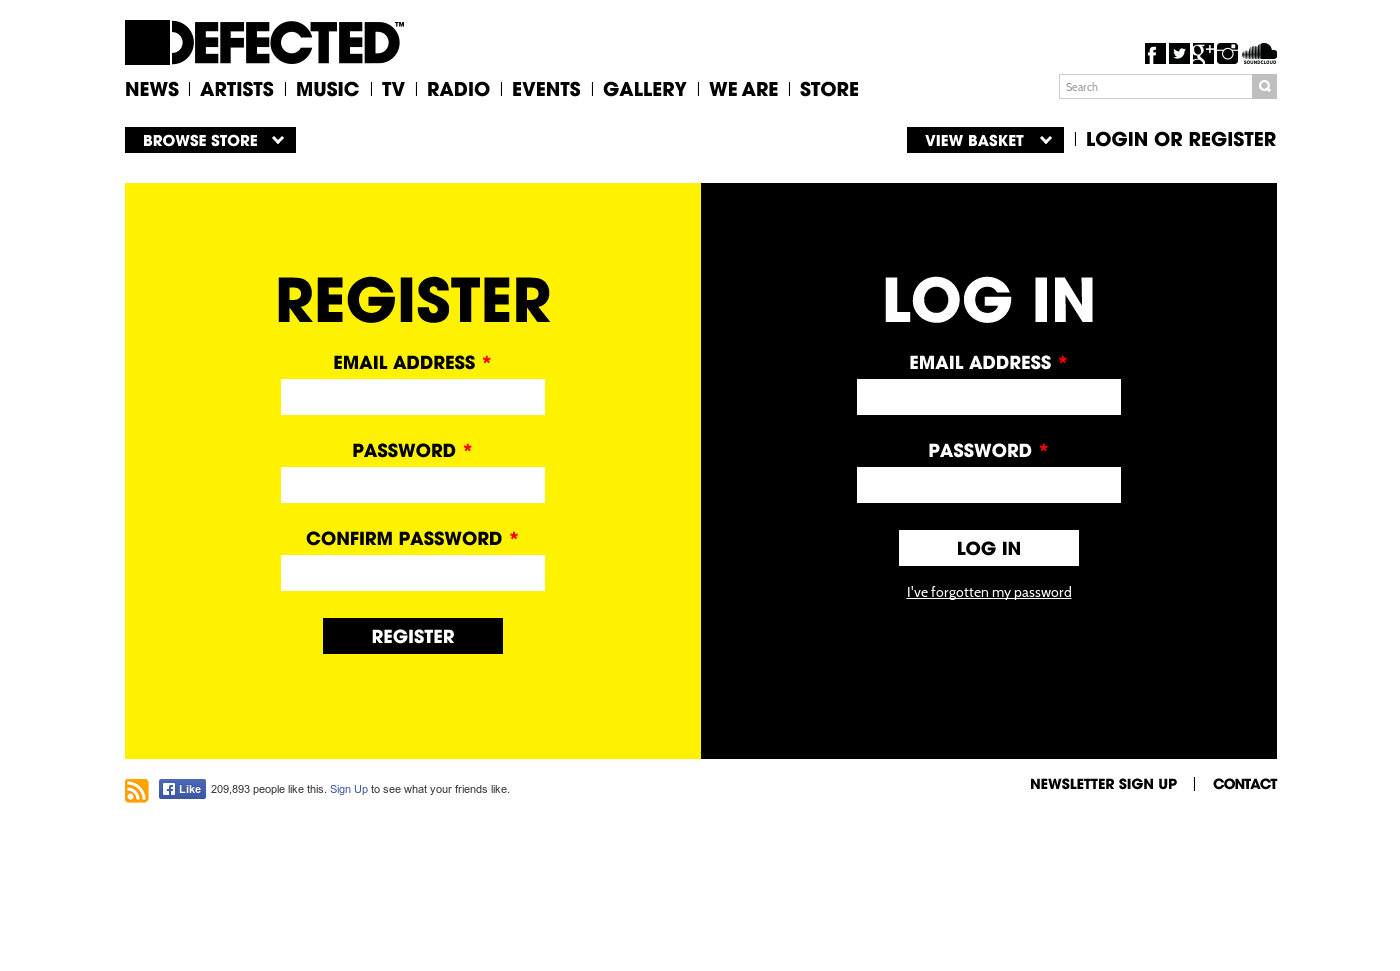 DEFECTED™
SOUNDCLOUD
NEWS ARTISTS MUSIC TV RADIO EVENTS GALLERY WE ARE STORE
Search
BROWSE STORE
VIEW BASKET
LOGIN OR REGISTER
REGISTER
EMAIL ADDRESS *
PASSWORD *
CONFIRM PASSWORD *
REGISTER
LOG IN
EMAIL ADDRESS *
PASSWORD *
LOG IN
I've forgotten my password
Like 209,893 people like this. Sign Up to see what your friends like.
NEWSLETTER SIGN UP
CONTACT